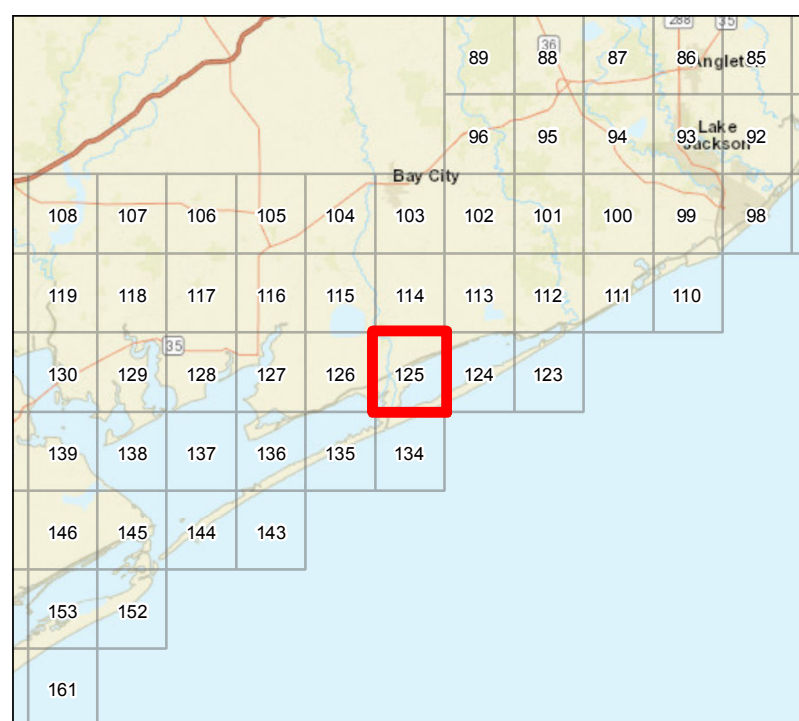 288 35
89 88 87 86 85
36
Angleton
96 95 94 93 92
Lake
Jackson
Bay City
108 107 106 105 104 103 102 101 100 99 98
119 118 117 116 115 114 113 112 111 110
35
130 129 128 127 126 125 124 123
139 138 137 136 135 134
146 145 144 143
153 152
161